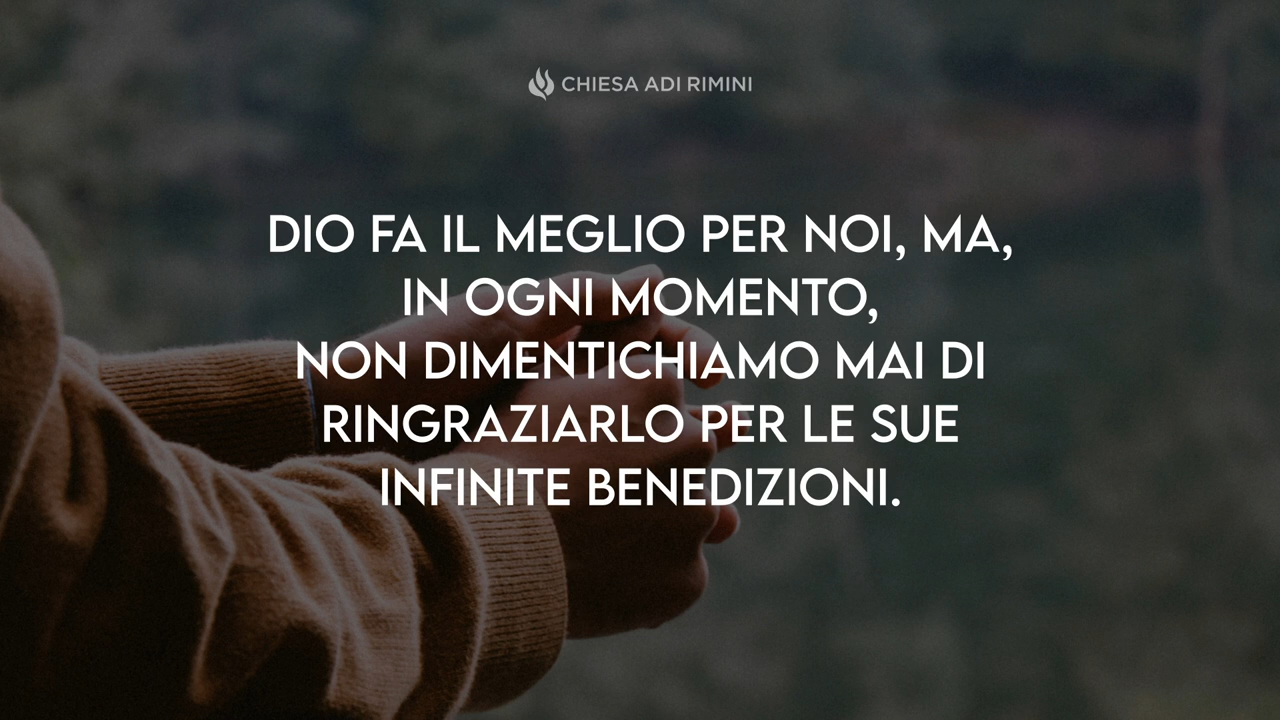 CHIESA ADI RIMINI
DIO FA IL MEGLIO PER NOI, MA,
IN OGNI MOMENTO,
NON DIMENTICHIAMO MAI DI
RINGRAZIARLO PER LE SUE
INFINITE BENEDIZIONI.